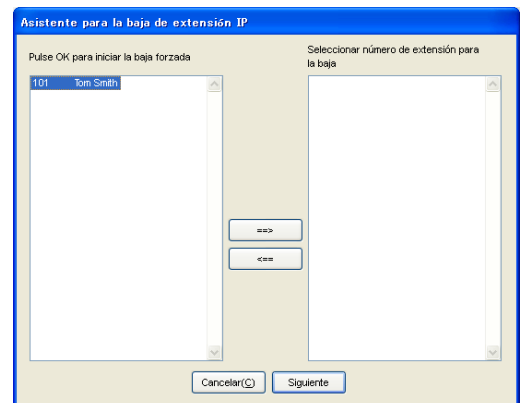 Asistente para la baja de extensión IP
Pulse OK para iniciar la baja forzada
Seleccionar número de extensión para
la baja
101 Tom Smith
==>
<==
Cancelar(C)
Siguiente